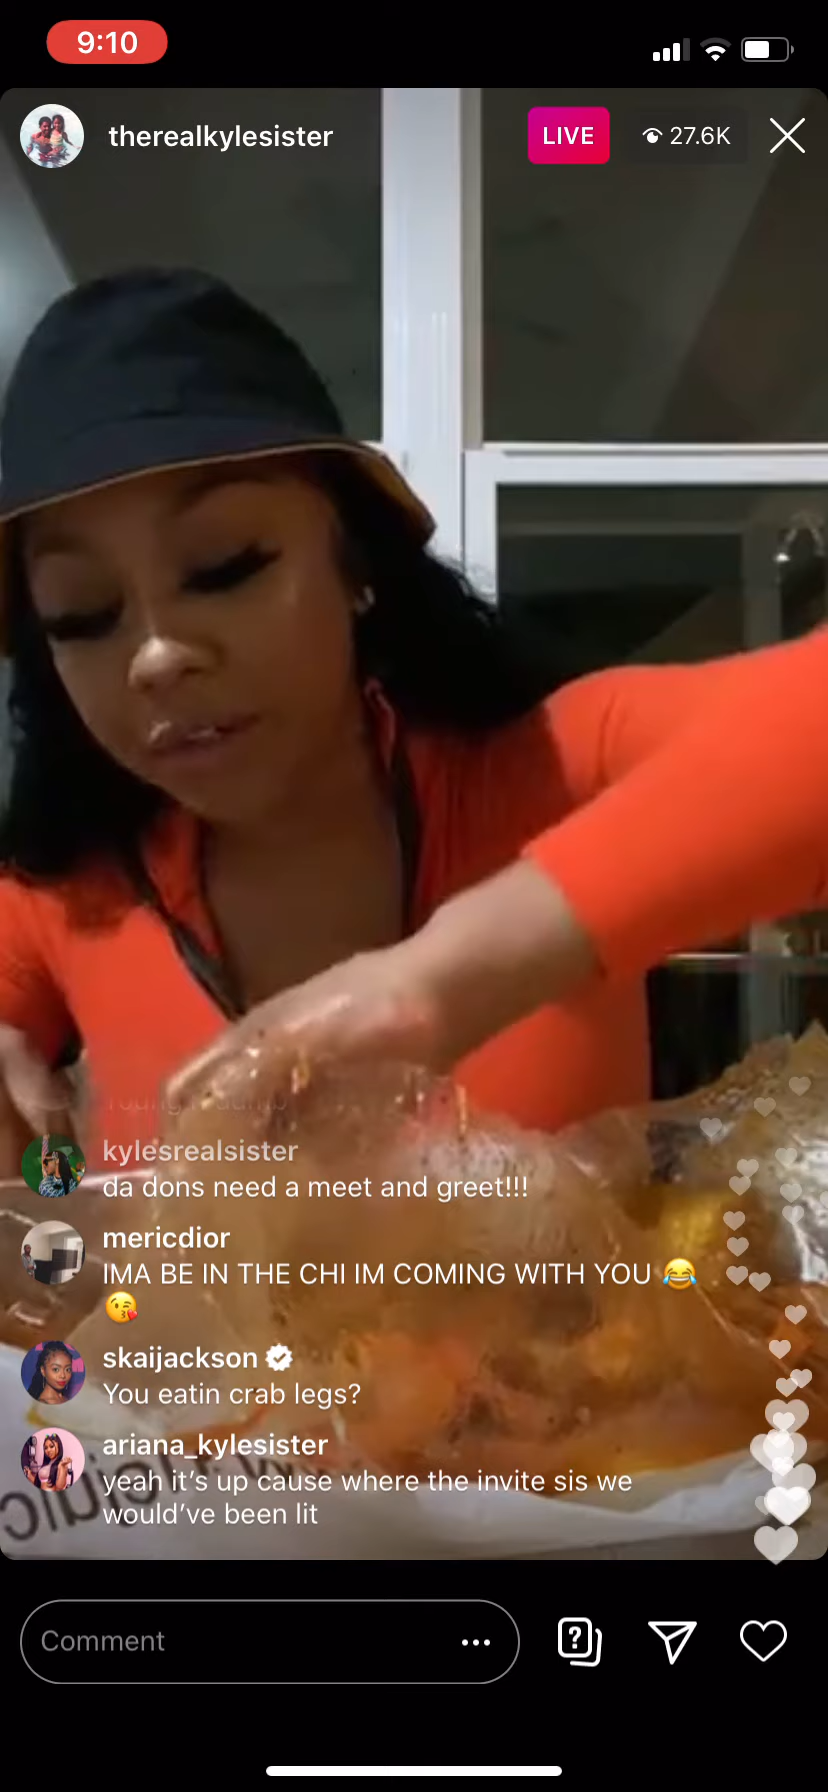 9:10
therealkylesister
LIVE
27.6K
kylesrealsister
da dons need a meet and greet!!!
mericdior
IMA BE IN THE CHI IM COMING WITH YOU 😂
😘
skaijackson
You eatin crab legs?
ariana_kylesister
yeah it’s up cause where the invite sis we
would’ve been lit
Comment